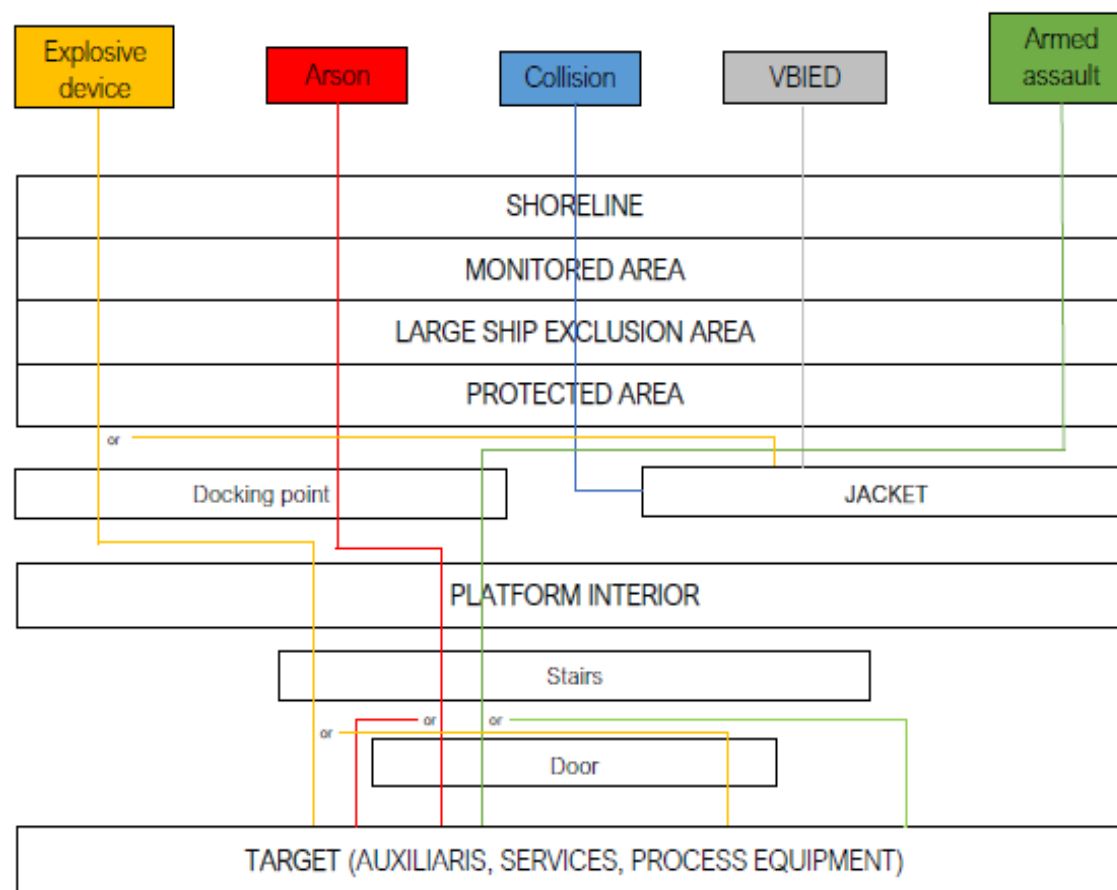 Explosive
device
Arson
Collision
VBIED
Armed
assault
SHORELINE
MONITORED AREA
LARGE SHIP EXCLUSION AREA
PROTECTED AREA
or
Docking point
JACKET
PLATFORM INTERIOR
Stairs
or
or
or
Door
TARGET (AUXILIARIS, SERVICES, PROCESS EQUIPMENT)